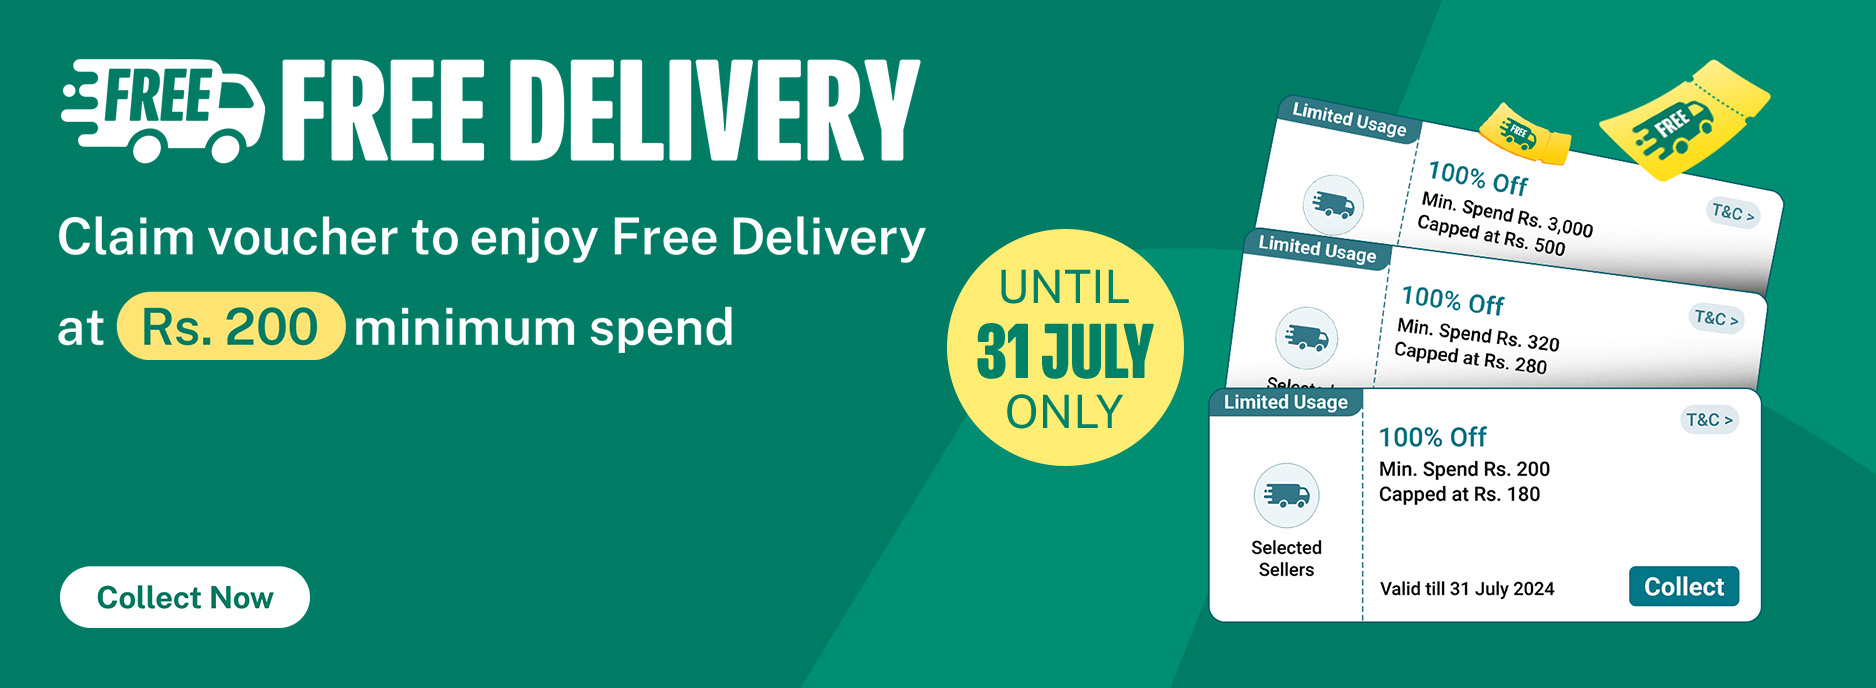 FREE
FREE DELIVERY
Claim voucher to enjoy Free Delivery
at Rs. 200 minimum spend
Collect Now
UNTIL
31 JULY
ONLY
FREE
FREE
Limited Usage
100% Off
Min. Spend Rs. 3,000
Capped at Rs. 500
T&C >
Limited Usage
100% Off
Min. Spend Rs. 320
Capped at Rs. 280
T&C >
Selected
Limited Usage
100% Off
Min. Spend Rs. 200
Capped at Rs. 180
T&C >
Selected
Sellers
Valid till 31 July 2024
Collect